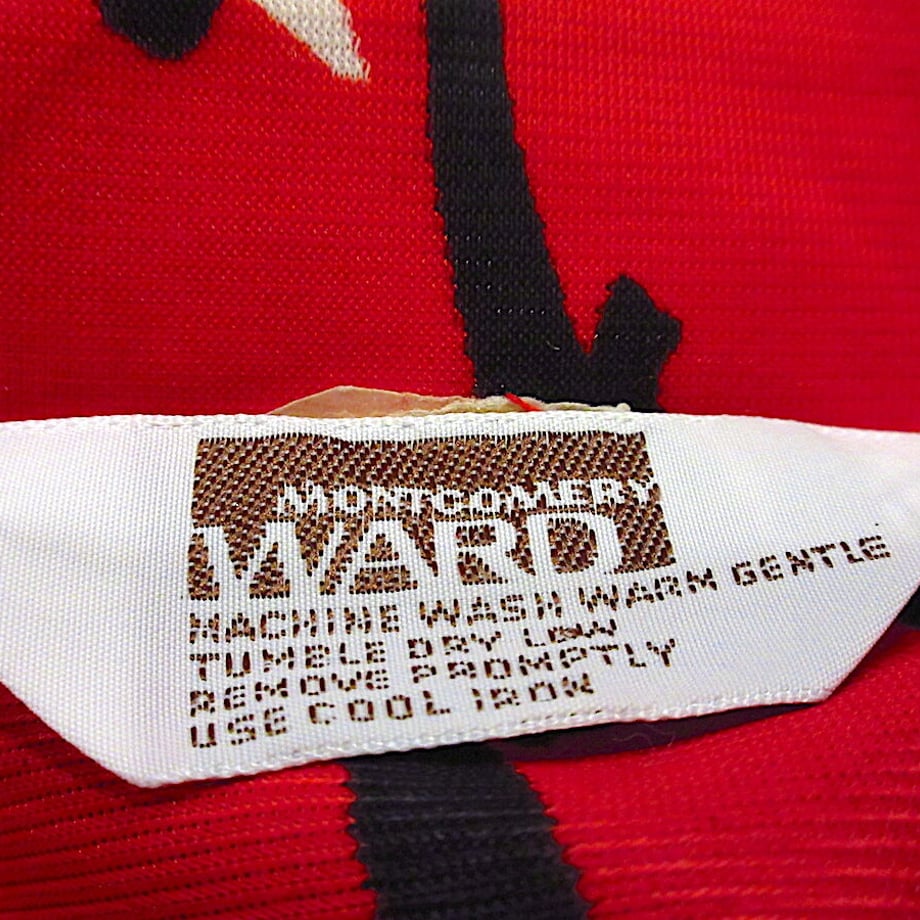 MONTGOMERY
WARD
MACHINE WASH WARM GENTLE
TUMBLE DRY LOW
REMOVE PROMPTLY
USE COOL IRON